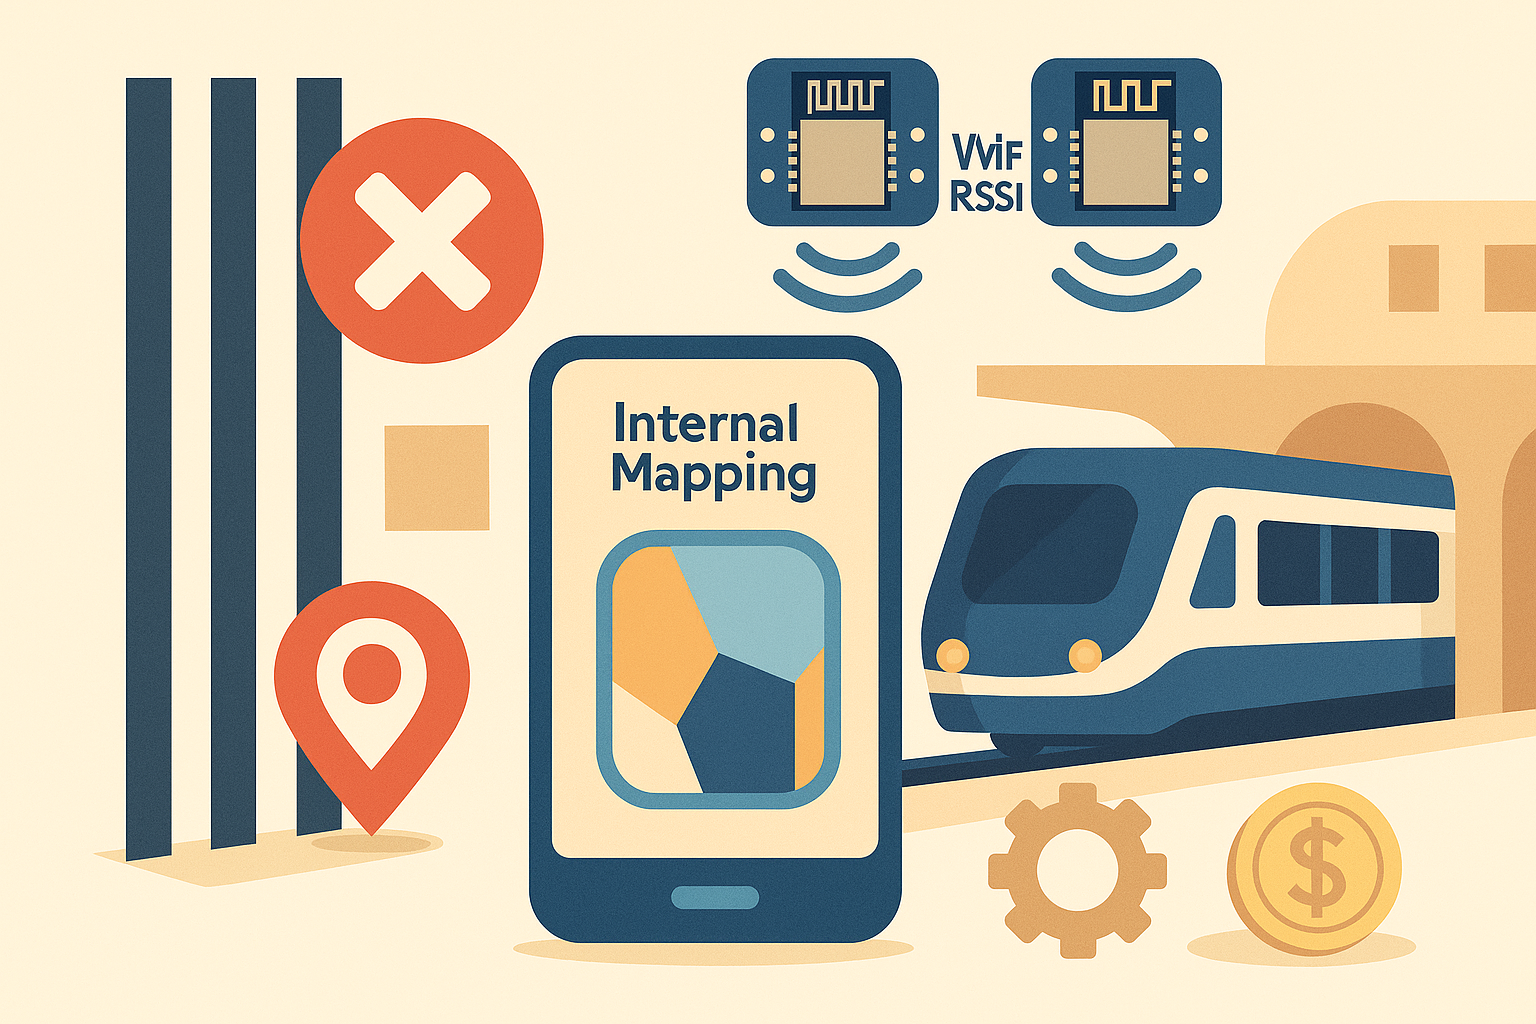 WiF
RSSI
Internal
Mapping
$